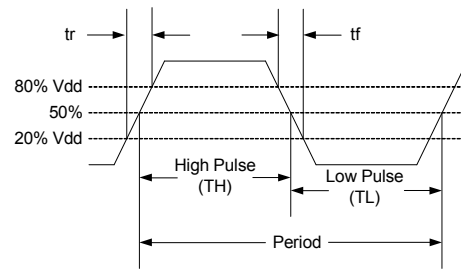 tr
tf
80% Vdd
50%
20% Vdd
High Pulse
(TH)
Low Pulse
(TL)
Period